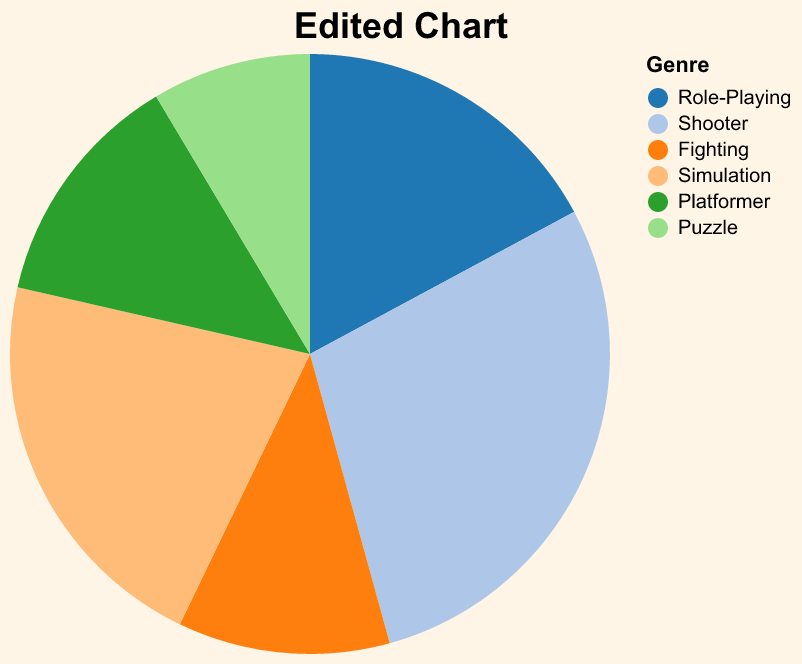 Edited Chart
Genre
Role-Playing
Shooter
Fighting
Simulation
Platformer
Puzzle